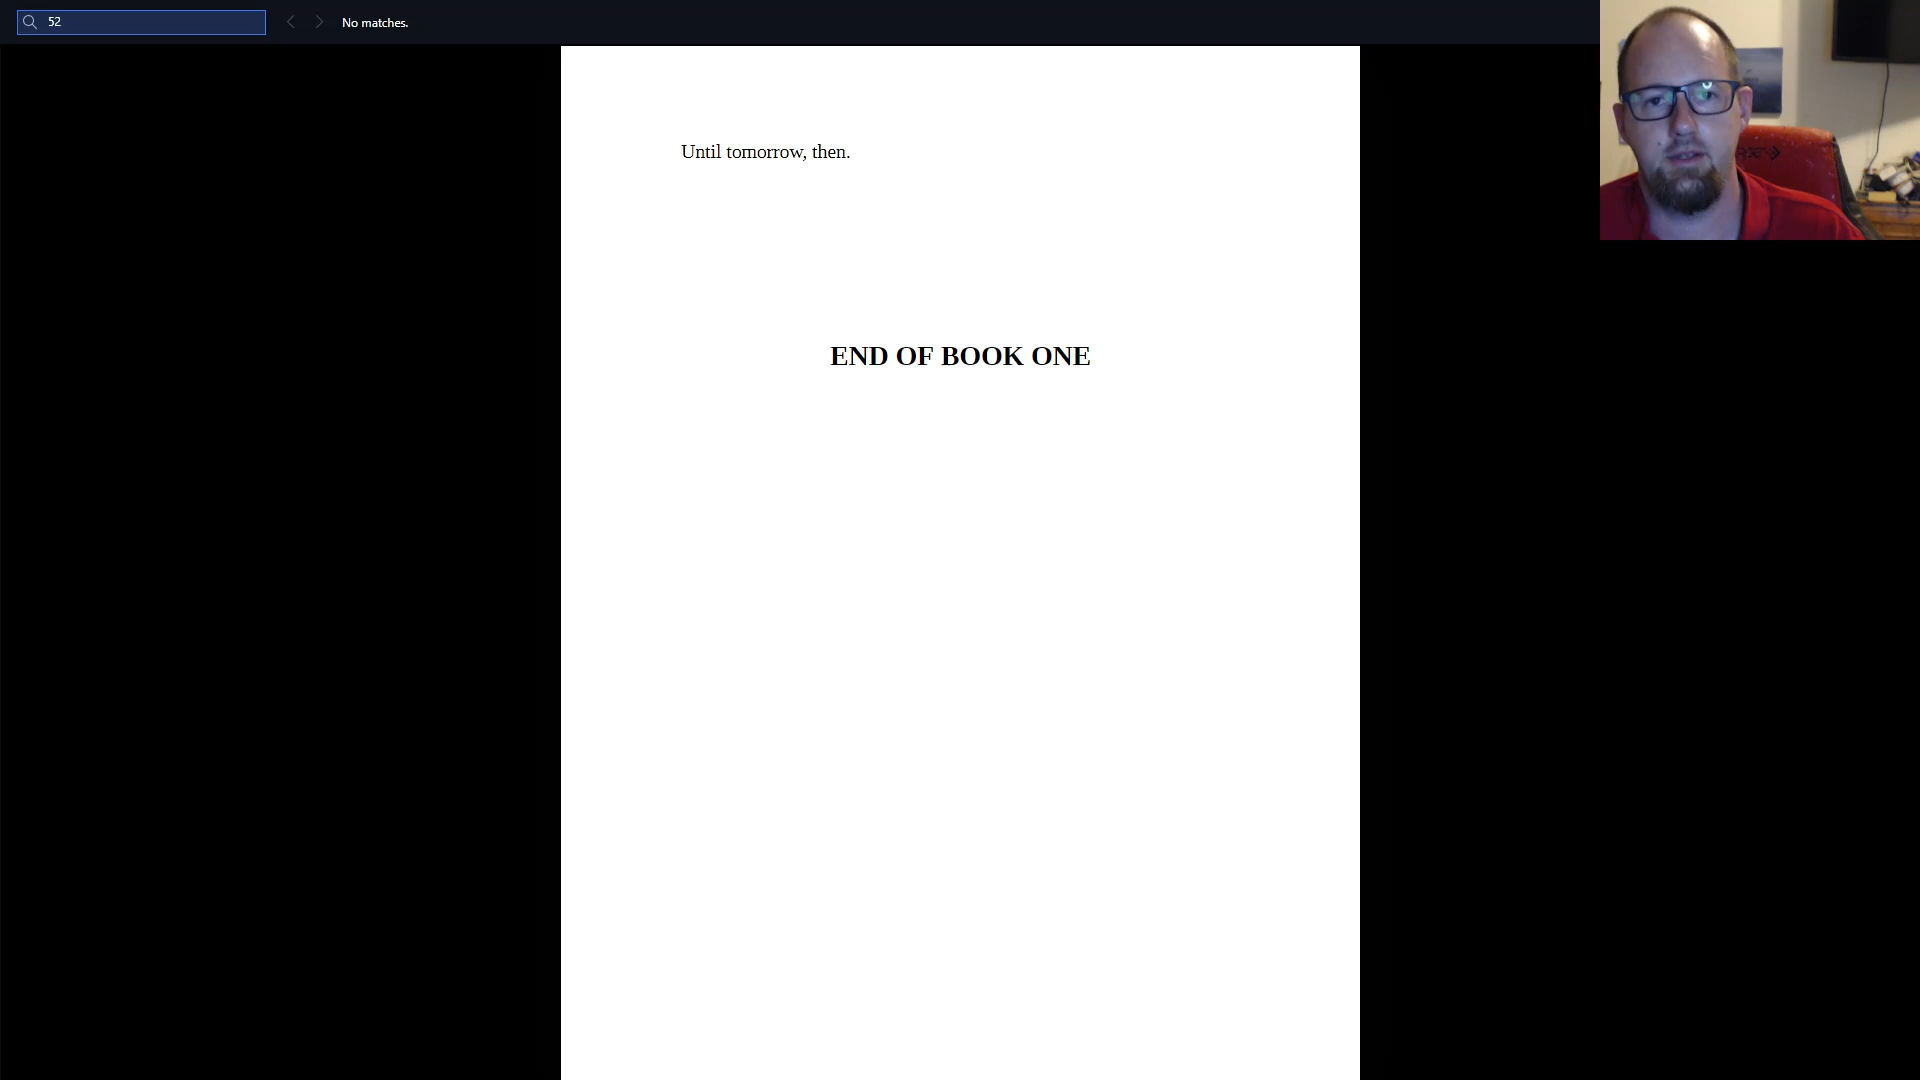 52
No matches.
Until tomorrow, then.
END OF BOOK ONE